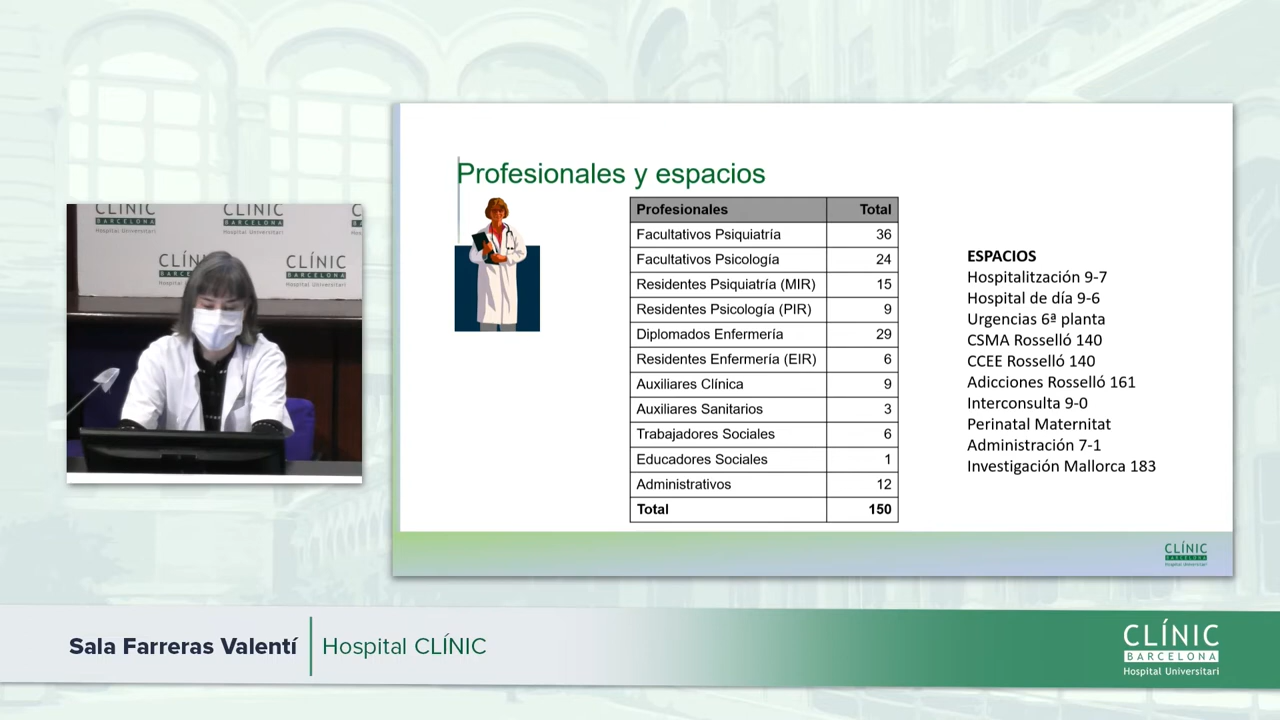 Profesionales y espacios
Profesionales Total
Facultativos Psiquiatría 36
Facultativos Psicología 24
Residentes Psiquiatría (MIR) 15
Residentes Psicología (PIR) 9
Diplomados Enfermería 29
Residentes Enfermería (EIR) 6
Auxiliares Clínica 9
Auxiliares Sanitarios 3
Trabajadores Sociales 6
Educadores Sociales 1
Administrativos 12
Total 150
ESPACIOS
Hospitalitzación 9-7
Hospital de día 9-6
Urgencias 6ª planta
CSMA Rosselló 140
CCEE Rosselló 140
Adicciones Rosselló 161
Interconsulta 9-0
Perinatal Maternitat
Administración 7-1
Investigación Mallorca 183
CLÍNIC
BARCELONA
Hospital Universitari
CLÍNIC
BARCELONA
Hospital Universitari
CLÍNIC
BARCELONA
Hospital Universitari
CLÍNIC
BARCELONA
Hospital Universitari
Sala Farreras Valentí
Hospital CLÍNIC
CLÍNIC
BARCELONA
Hospital Universitari